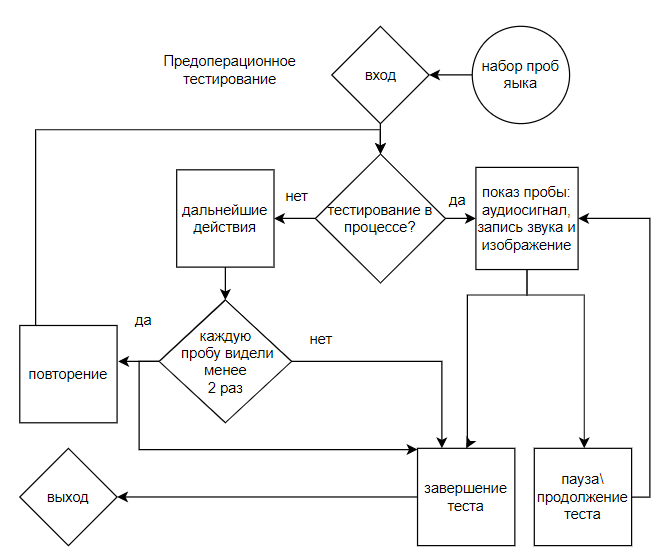 Предоперационное
тестирование
вход
набор проб
яыка
нет
да
дальнейшие
действия
тестирование в
процессе?
показ пробы:
аудиосигнал,
запись звука и
изображение
да
нет
каждую
пробу видели
менее
2 раз
повторение
выход
завершение
теста
пауза\
продолжение
теста